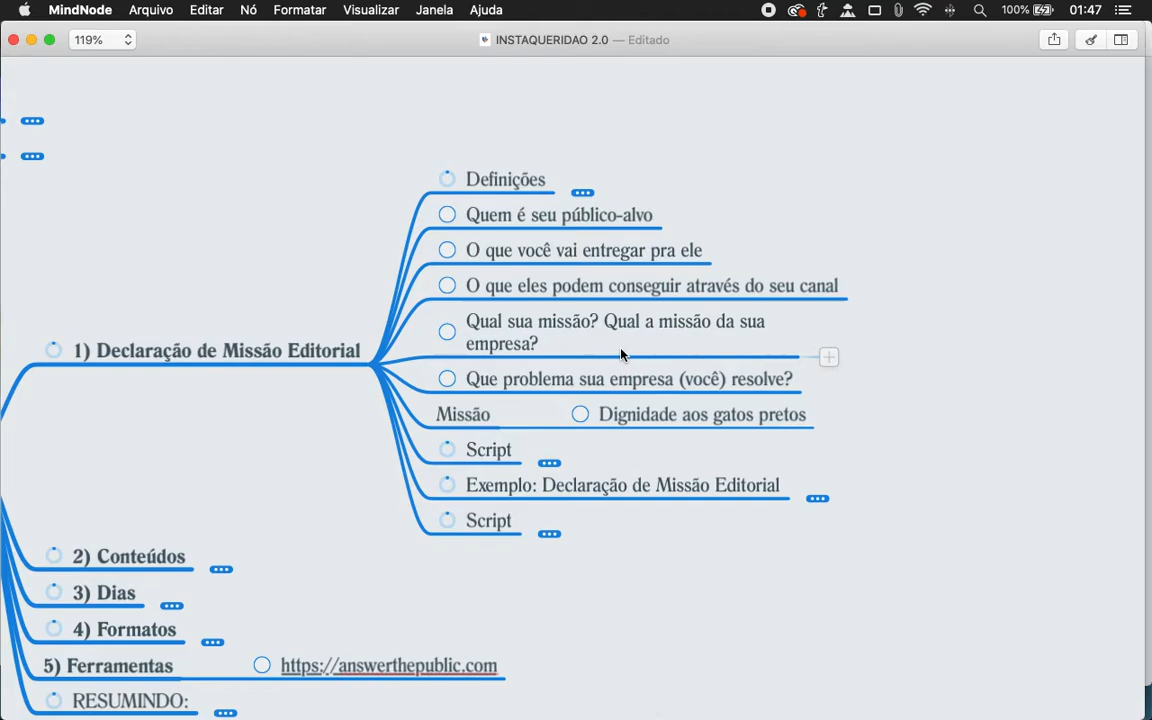 MindNode Arquivo Editar Nó Formatar Visualizar Janela Ajuda 100% 01:47
119% INSTAQUERIDAO 2.0 — Editado
Definições
Quem é seu público-alvo
O que você vai entregar pra ele
O que eles podem conseguir através do seu canal
Qual sua missão? Qual a missão da sua
empresa?
1) Declaração de Missão Editorial
Que problema sua empresa (você) resolve?
Missão Dignidade aos gatos pretos
Script
Exemplo: Declaração de Missão Editorial
Script
2) Conteúdos
3) Dias
4) Formatos
5) Ferramentas https://answerthepublic.com
RESUMINDO: